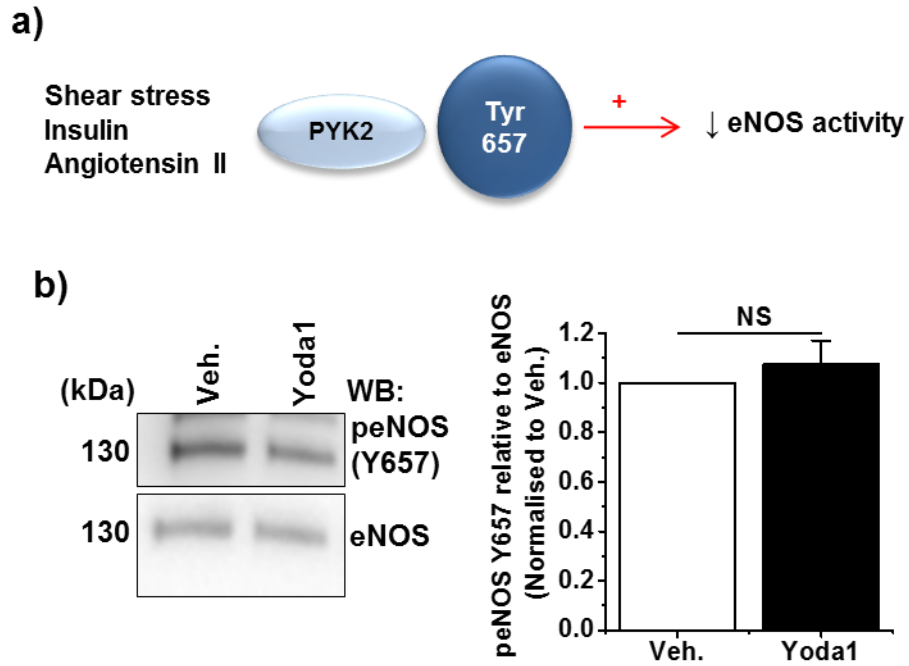 a)
Shear stress
Insulin
Angiotensin II
PYK2
Tyr
657
+
↓ eNOS activity
b)
(kDa)
Veh.
Yoda1
WB:
130
peNOS
(Y657)
130
eNOS
peNOS Y657 relative to eNOS
(Normalised to Veh.)
NS
1.2
1.0
0.8
0.6
0.4
0.2
0.0
Veh.
Yoda1